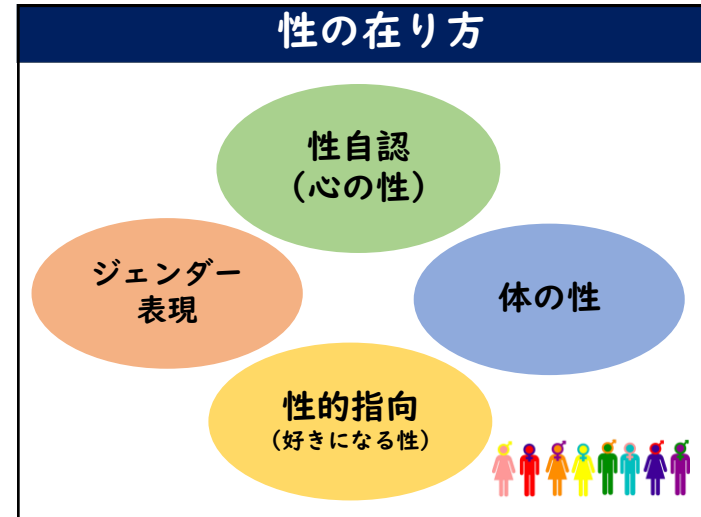 性の在り方
性自認
（心の性）
ジェンダー
表現
体の性
性的指向
（好きになる性）